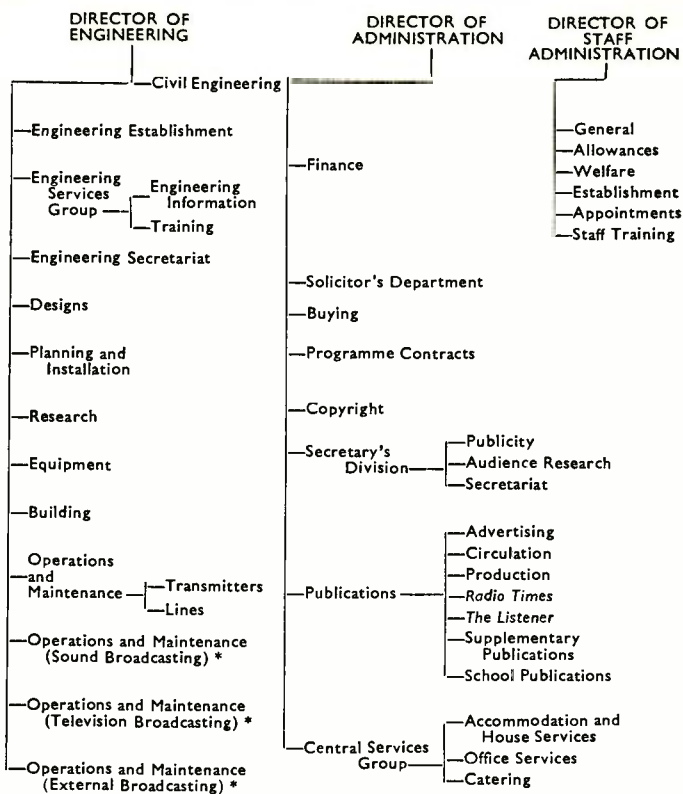 DIRECTOR OF
ENGINEERING
Civil Engineering
Engineering Establishment
Engineering
Services
Group
Engineering
Information
Training
Engineering Secretariat
Designs
Planning and
Installation
Research
Equipment
Building
Operations
and
Maintenance
Transmitters
Lines
Operations and Maintenance
(Sound Broadcasting) *
Operations and Maintenance
(Television Broadcasting) *
Operations and Maintenance
(External Broadcasting) *
DIRECTOR OF
ADMINISTRATION
Finance
Solicitor's Department
Buying
Programme Contracts
Copyright
Secretary's
Division
Publicity
Audience Research
Secretariat
Publications
Advertising
Circulation
Production
Radio Times
The Listener
Supplementary
Publications
School Publications
Central Services
Group
Accommodation and
House Services
Office Services
Catering
DIRECTOR OF
STAFF
ADMINISTRATION
General
Allowances
Welfare
Establishment
Appointments
Staff Training